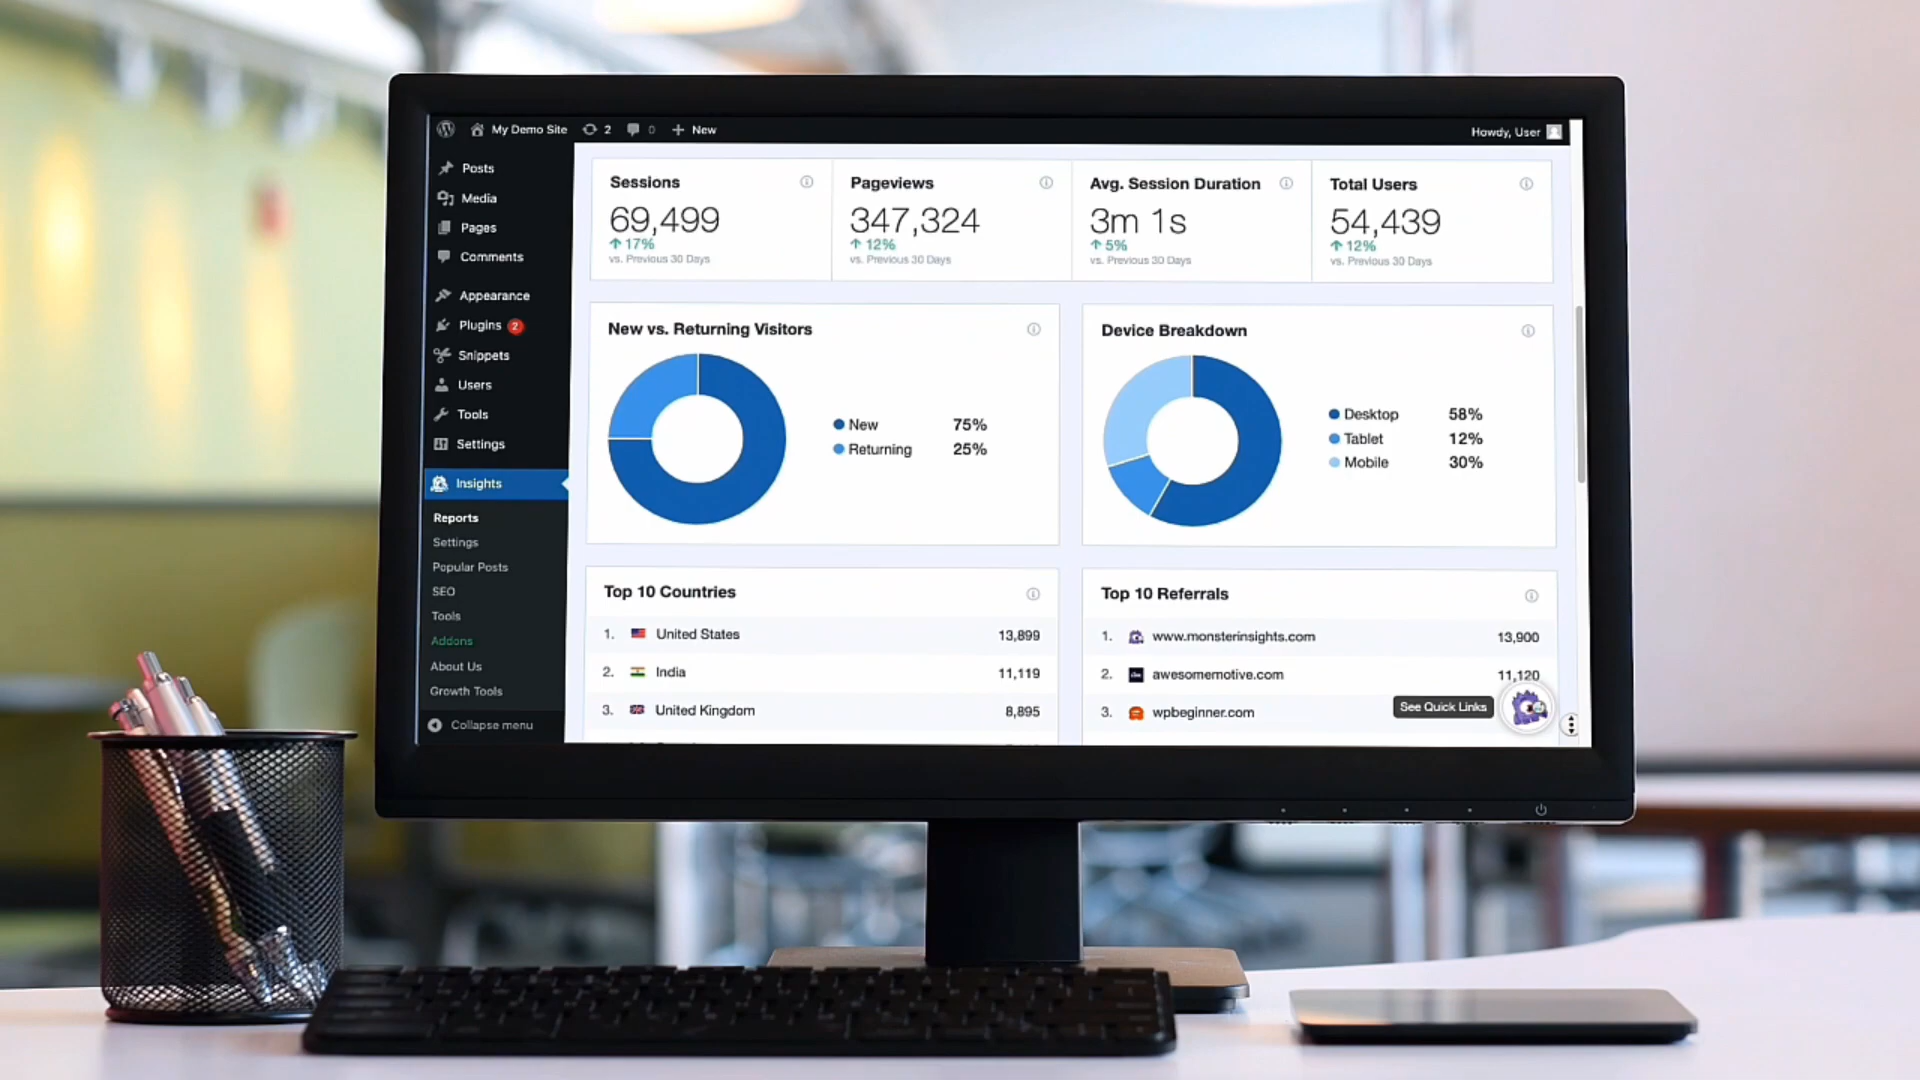 My Demo Site 2 0 + New
Howdy, User
Posts
Media
Pages
Comments
Appearance
Plugins 2
Snippets
Users
Tools
Settings
Insights
Reports
Settings
Popular Posts
SEO
Tools
Addons
About Us
Growth Tools
Collapse menu
Sessions
69,499
↑ 17%
vs. Previous 30 Days
Pageviews
347,324
↑ 12%
vs. Previous 30 Days
Avg. Session Duration
3m 1s
↑ 5%
vs. Previous 30 Days
Total Users
54,439
↑ 12%
vs. Previous 30 Days
New vs. Returning Visitors
New 75%
Returning 25%
Device Breakdown
Desktop 58%
Tablet 12%
Mobile 30%
Top 10 Countries
1. United States 13,899
2. India 11,119
3. United Kingdom 8,895
Top 10 Referrals
1. www.monsterinsights.com 13,900
2. awesomemotive.com 11,120
3. wpbeginner.com
See Quick Links